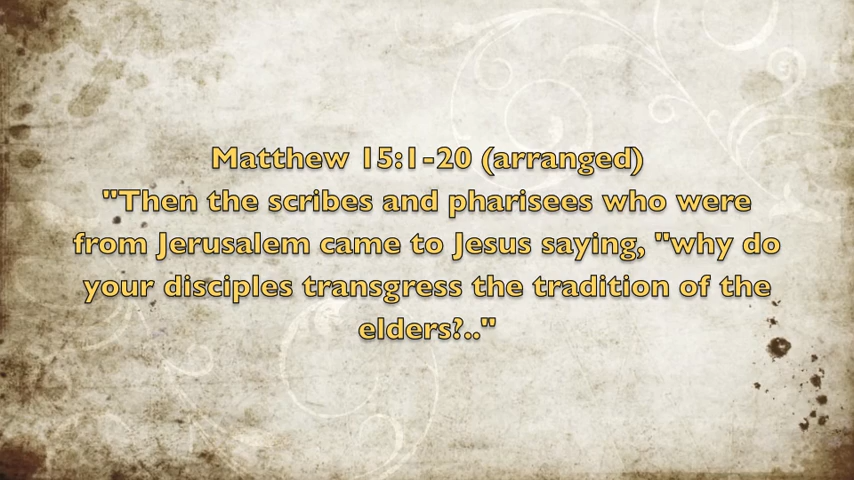 Matthew 15:1-20 (arranged)
"Then the scribes and pharisees who were
from Jerusalem came to Jesus saying, "why do
your disciples transgress the tradition of the
elders?.."